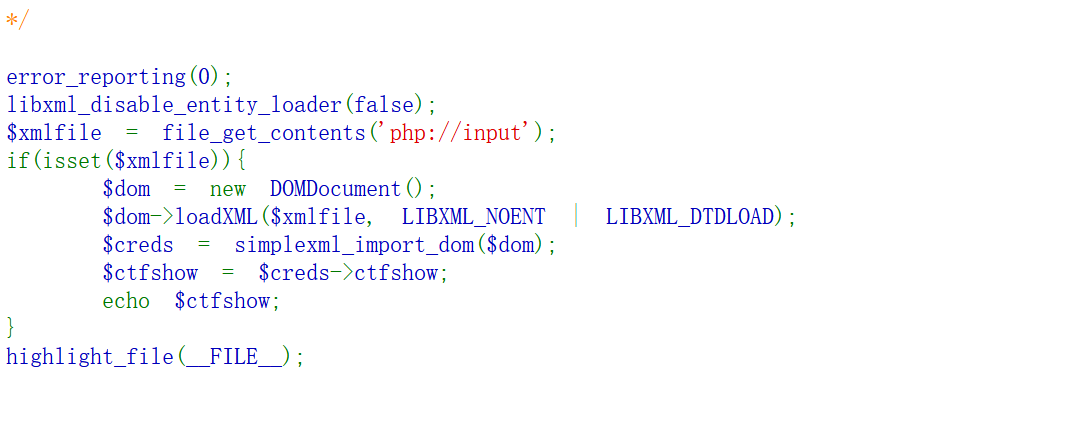 */
error_reporting(0);
libxml_disable_entity_loader(false);
$xmlfile = file_get_contents('php://input');
if(isset($xmlfile)){
$dom = new DOMDocument();
$dom->loadXML($xmlfile, LIBXML_NOENT | LIBXML_DTDLOAD);
$creds = simplexml_import_dom($dom);
$ctfshow = $creds->ctfshow;
echo $ctfshow;
}
highlight_file(__FILE__);